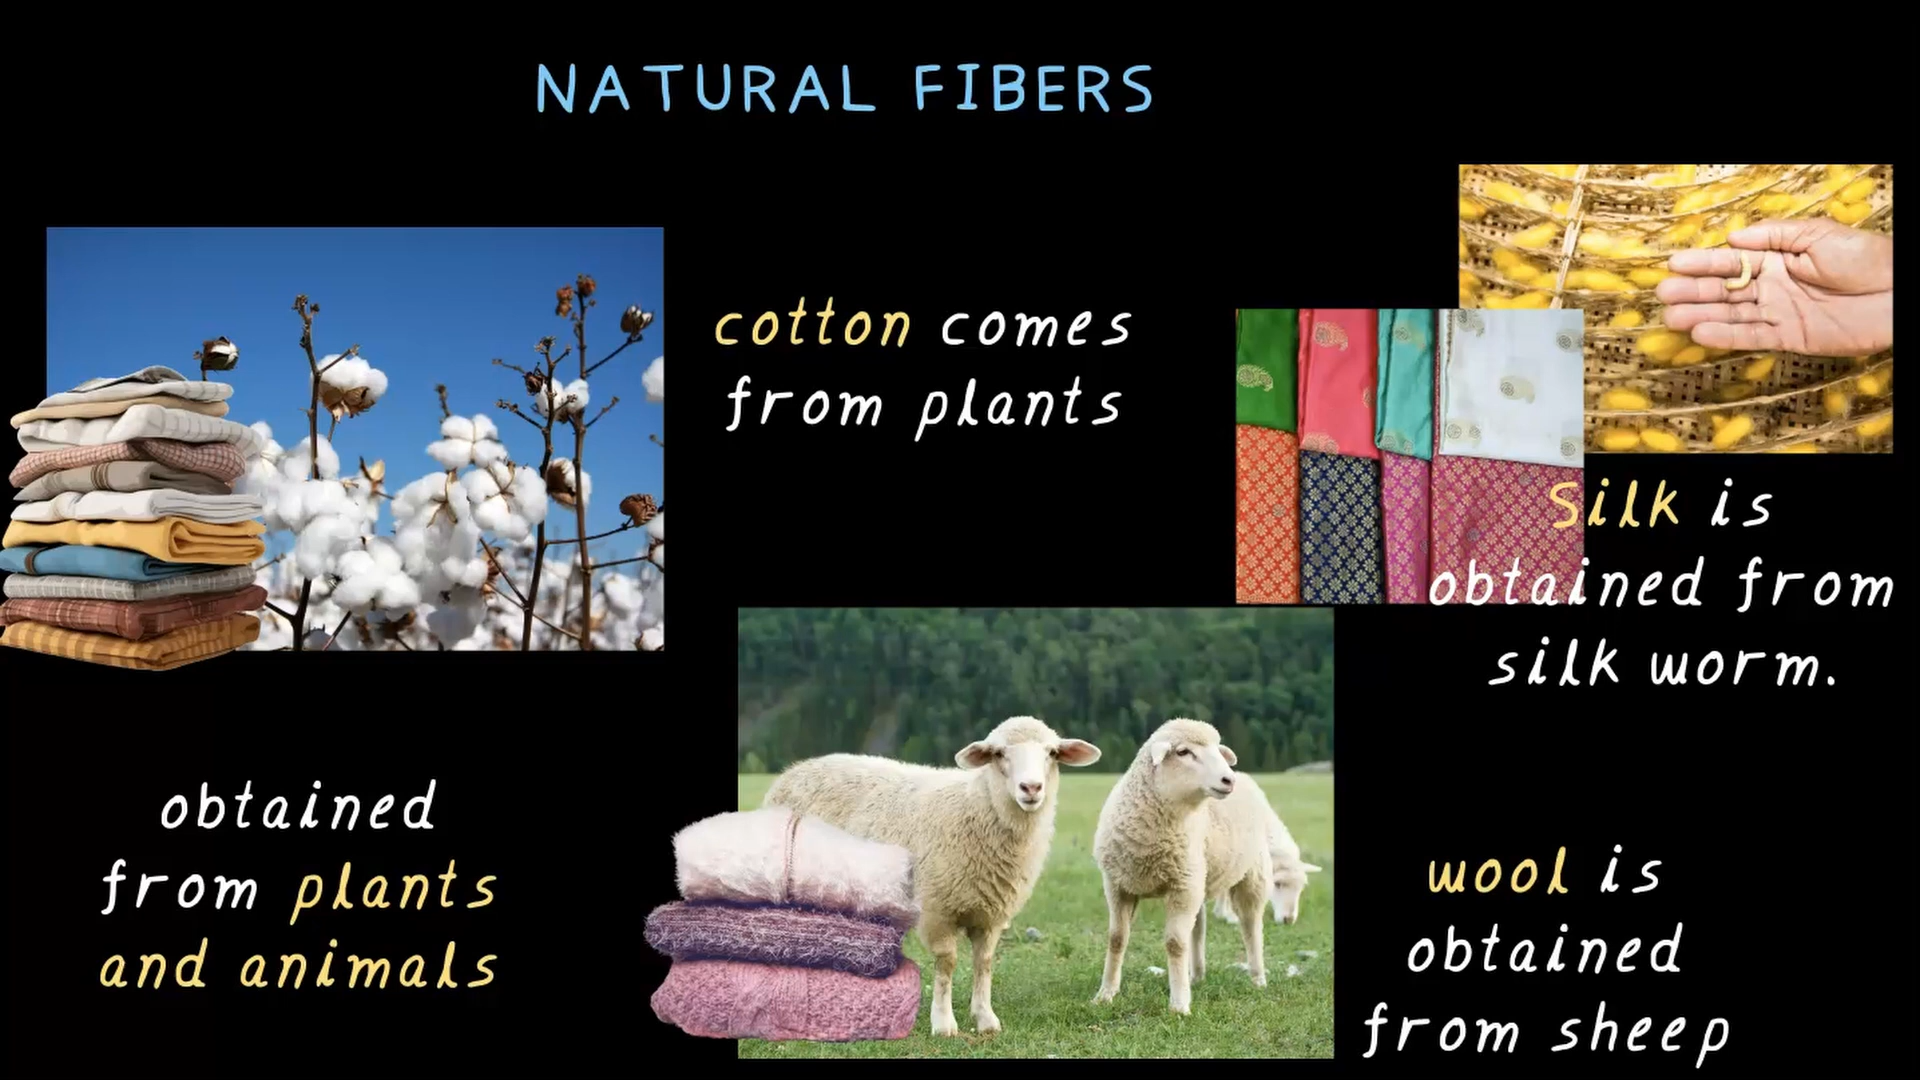 NATURAL FIBERS
cotton comes
from plants
Silk is
obtained from
silk worm.
obtained
from plants
and animals
wool is
obtained
from sheep